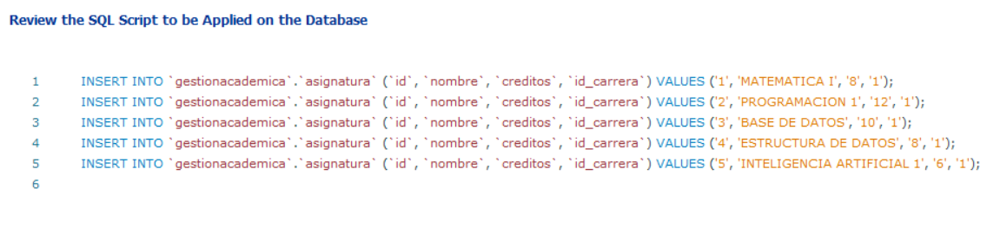 Review the SQL Script to be Applied on the Database
1 INSERT INTO `gestionacademica`.`asignatura` (`id`, `nombre`, `creditos`, `id_carrera`) VALUES ('1', 'MATEMATICA I', '8', '1');
2 INSERT INTO `gestionacademica`.`asignatura` (`id`, `nombre`, `creditos`, `id_carrera`) VALUES ('2', 'PROGRAMACION 1', '12', '1');
3 INSERT INTO `gestionacademica`.`asignatura` (`id`, `nombre`, `creditos`, `id_carrera`) VALUES ('3', 'BASE DE DATOS', '10', '1');
4 INSERT INTO `gestionacademica`.`asignatura` (`id`, `nombre`, `creditos`, `id_carrera`) VALUES ('4', 'ESTRUCTURA DE DATOS', '8', '1');
5 INSERT INTO `gestionacademica`.`asignatura` (`id`, `nombre`, `creditos`, `id_carrera`) VALUES ('5', 'INTELIGENCIA ARTIFICIAL 1', '6', '1');
6